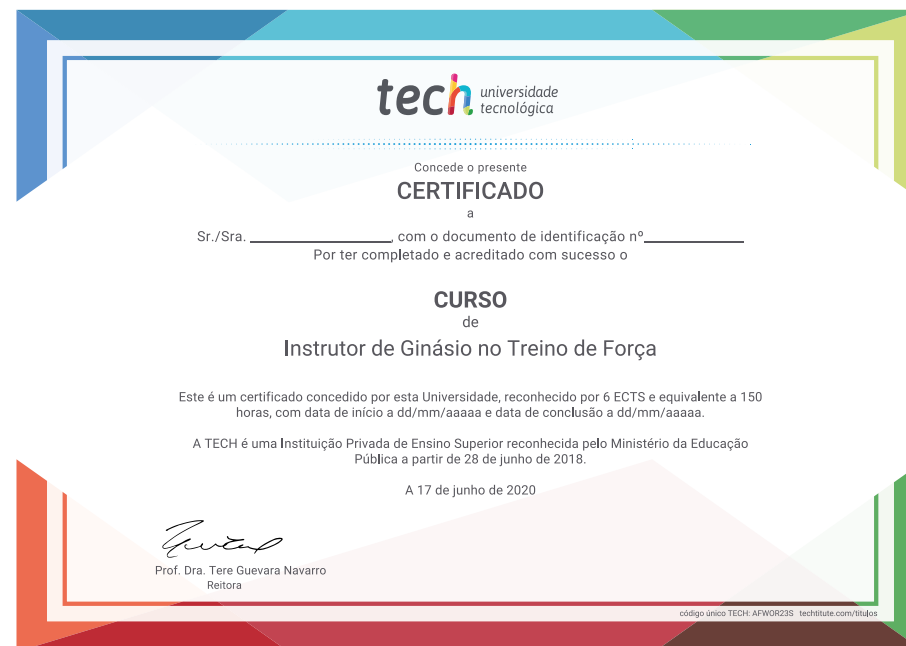 tech universidade
tecnológica
Concede o presente
CERTIFICADO
a
Sr./Sra. ____________________, com o documento de identificação nº______________
Por ter completado e acreditado com sucesso o
CURSO
de
Instrutor de Ginásio no Treino de Força
Este é um certificado concedido por esta Universidade, reconhecido por 6 ECTS e equivalente a 150
horas, com data de início a dd/mm/aaaaa e data de conclusão a dd/mm/aaaaa.
A TECH é uma Instituição Privada de Ensino Superior reconhecida pelo Ministério da Educação
Pública a partir de 28 de junho de 2018.
A 17 de junho de 2020
Prof. Dra. Tere Guevara Navarro
Reitora
código único TECH: AFWOR23S techtitute.com/titulos